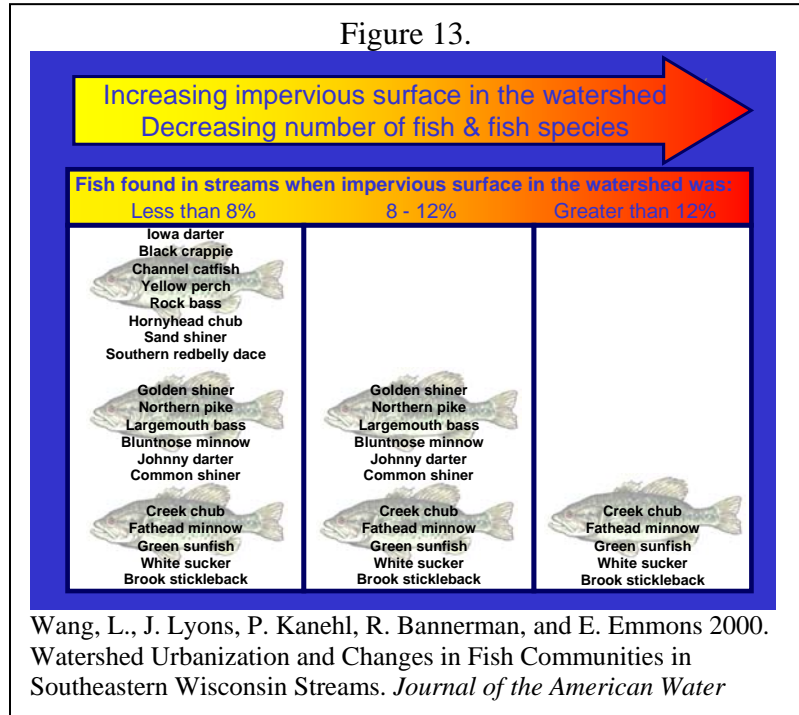 Figure 13.
Increasing impervious surface in the watershed
Decreasing number of fish & fish species
Fish found in streams when impervious surface in the watershed was:
Less than 8%
8 - 12%
Greater than 12%
Iowa darter
Black crappie
Channel catfish
Yellow perch
Rock bass
Hornyhead chub
Sand shiner
Southern redbelly dace
Golden shiner
Northern pike
Largemouth bass
Bluntnose minnow
Johnny darter
Common shiner
Creek chub
Fathead minnow
Green sunfish
White sucker
Brook stickleback
Golden shiner
Northern pike
Largemouth bass
Bluntnose minnow
Johnny darter
Common shiner
Creek chub
Fathead minnow
Green sunfish
White sucker
Brook stickleback
Creek chub
Fathead minnow
Green sunfish
White sucker
Brook stickleback
Wang, L., J. Lyons, P. Kanehl, R. Bannerman, and E. Emmons 2000.
Watershed Urbanization and Changes in Fish Communities in
Southeastern Wisconsin Streams. Journal of the American Water